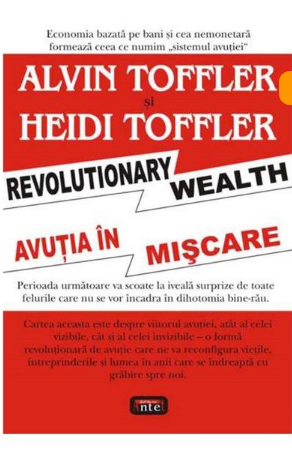 Economia bazată pe bani și cea nemonetară
formează ceea ce numim „sistemul avuției“
ALVIN TOFFLER
și
HEIDI TOFFLER
REVOLUTIONARY
WEALTH
AVUȚIA ÎN
MIŞCARE
Perioada următoare va scoate la iveală surprize de toate
felurile care nu se vor încadra în dihotomia bine-rău.
Cartea aceasta este despre viitorul avuției, atât al celei
vizibile, cât și al celei invizibile – o formă
revoluționară de avuție care ne va reconfigura viețile,
întreprinderile și lumea în anii care se îndreaptă cu
grăbire spre noi.
Antet